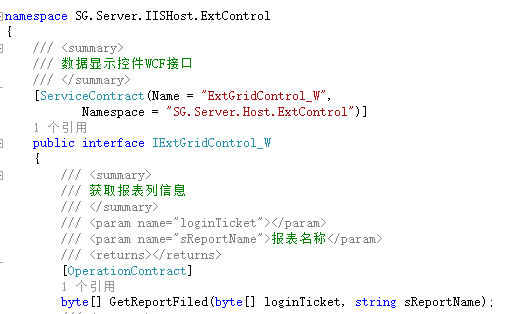 namespace SG.Server.IISHost.ExtControl
{
/// <summary>
/// 数据显示控件WCF接口
/// </summary>
[ServiceContract(Name = "ExtGridControl_W",
Namespace = "SG.Server.Host.ExtControl")]
1 个引用
public interface IExtGridControl_W
{
/// <summary>
/// 获取报表列信息
/// </summary>
/// <param name="loginTicket"></param>
/// <param name="sReportName">报表名称</param>
/// <returns></returns>
[OperationContract]
1 个引用
byte[] GetReportFiled(byte[] loginTicket, string sReportName);